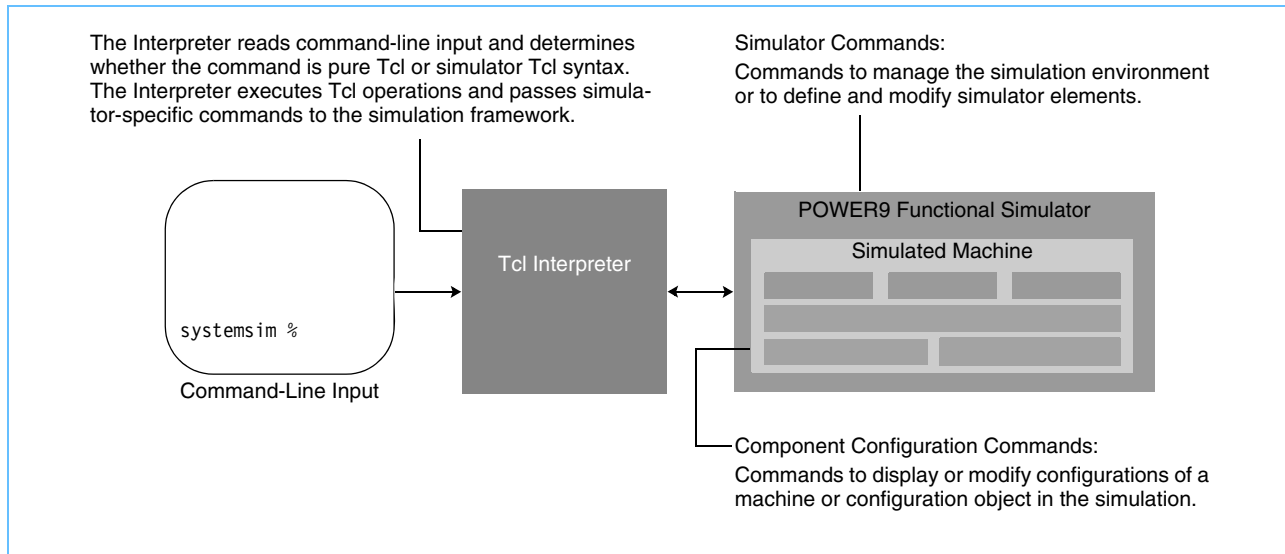 The Interpreter reads command-line input and determines
whether the command is pure Tcl or simulator Tcl syntax.
The Interpreter executes Tcl operations and passes simula-
tor-specific commands to the simulation framework.
Simulator Commands:
Commands to manage the simulation environment
or to define and modify simulator elements.
systemsim %
Command-Line Input
Tcl Interpreter
POWER9 Functional Simulator
Simulated Machine
Component Configuration Commands:
Commands to display or modify configurations of a
machine or configuration object in the simulation.